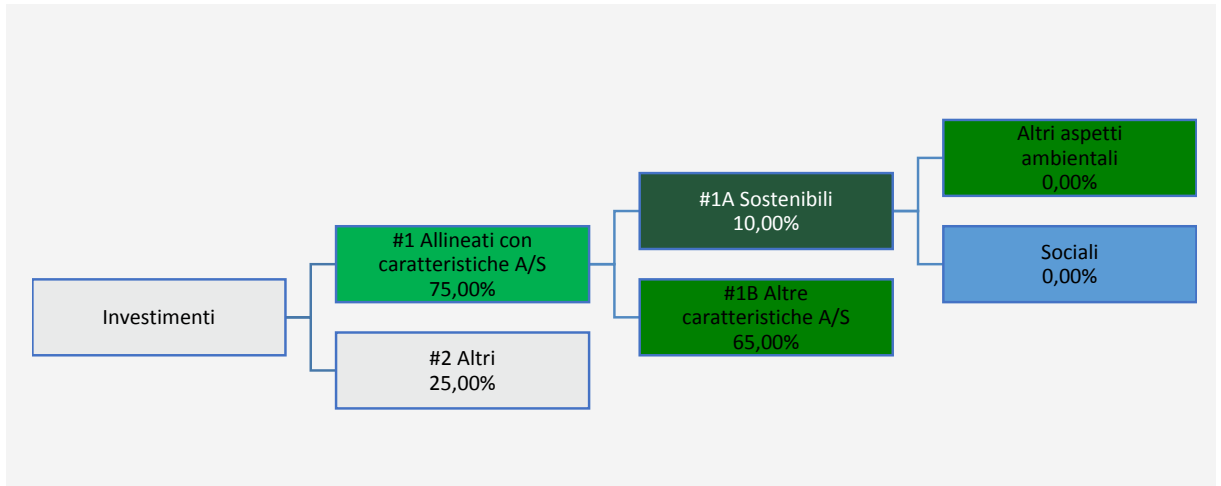 Investimenti
#1 Allineati con
caratteristiche A/S
75,00%
#2 Altri
25,00%
#1A Sostenibili
10,00%
#1B Altre
caratteristiche A/S
65,00%
Altri aspetti
ambientali
0,00%
Sociali
0,00%